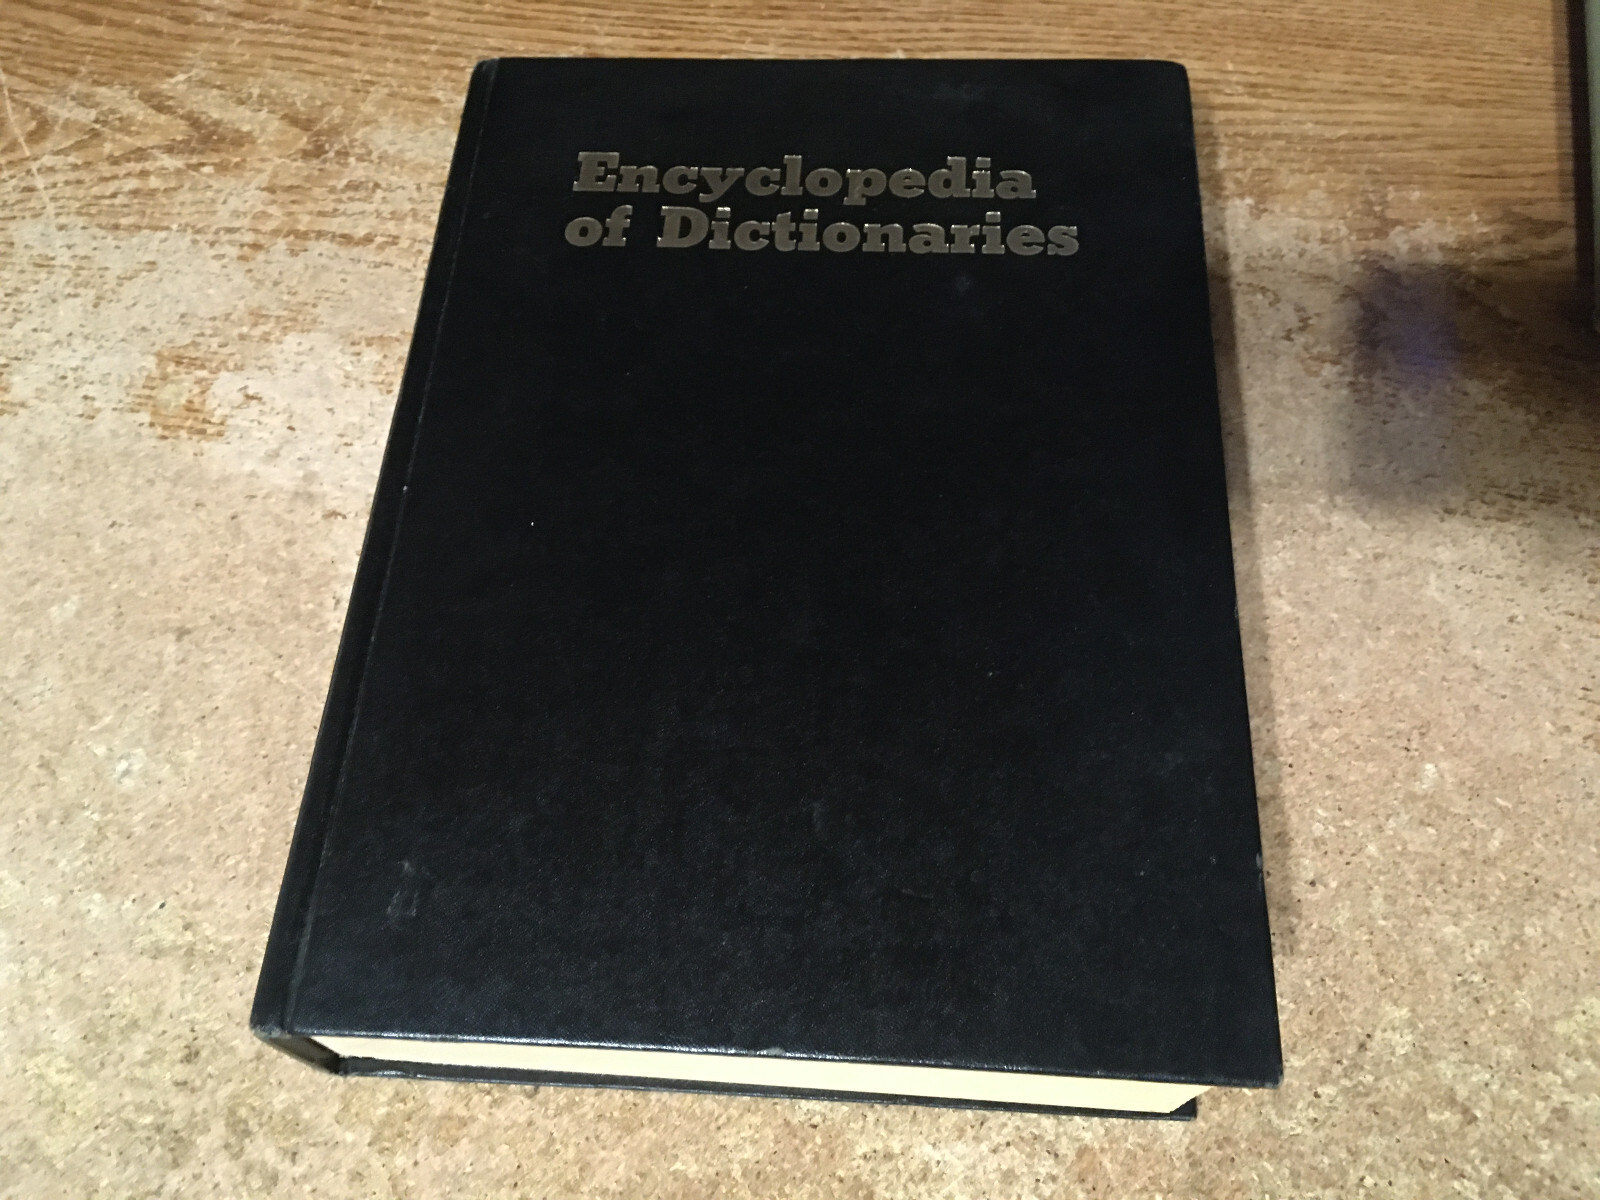 Encyclopedia
of Dictionaries